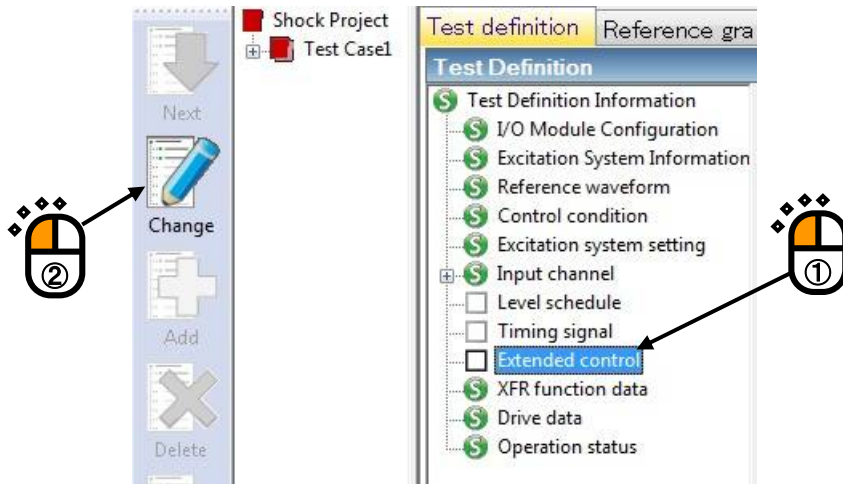 Next
Change
Add
Delete
Shock Project
Test Case1
Test definition
Reference gra
Test Definition
Test Definition Information
I/O Module Configuration
Excitation System Information
Reference waveform
Control condition
Excitation system setting
Input channel
Level schedule
Timing signal
Extended control
XFR function data
Drive data
Operation status
②
①